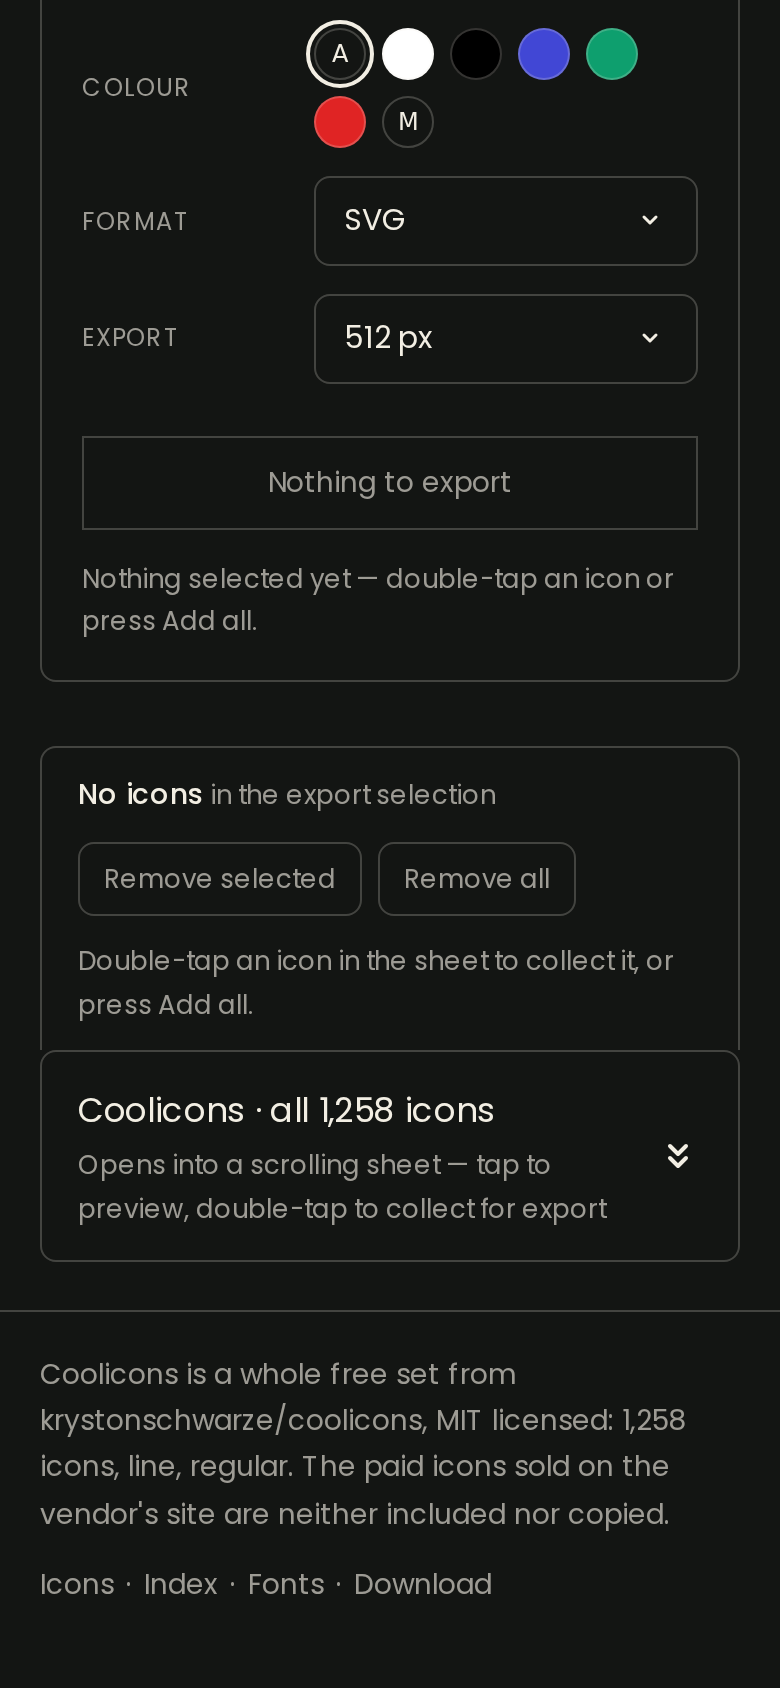 COLOUR
A
M
FORMAT
SVG
EXPORT
512 px
Nothing to export
Nothing selected yet — double-tap an icon or
press Add all.
No icons in the export selection
Remove selected
Remove all
Double-tap an icon in the sheet to collect it, or
press Add all.
Coolicons · all 1,258 icons
Opens into a scrolling sheet — tap to
preview, double-tap to collect for export
Coolicons is a whole free set from
krystonschwarze/coolicons, MIT licensed: 1,258
icons, line, regular. The paid icons sold on the
vendor's site are neither included nor copied.
Icons · Index · Fonts · Download